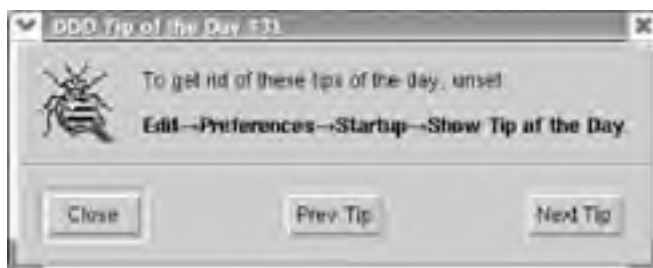 DDD Tip of the Day #31
To get rid of these tips of the day, unset
Edit→Preferences→Startup→Show Tip of the Day.
Close
Prev Tip
Next Tip